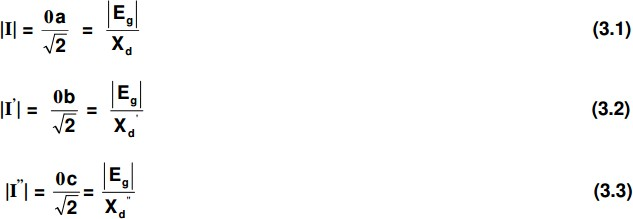 |I| = 0a / √2 = |E_g| / X_d (3.1)
|I'| = 0b / √2 = |E_g| / X_d' (3.2)
|I"| = 0c / √2 = |E_g| / X_d" (3.3)